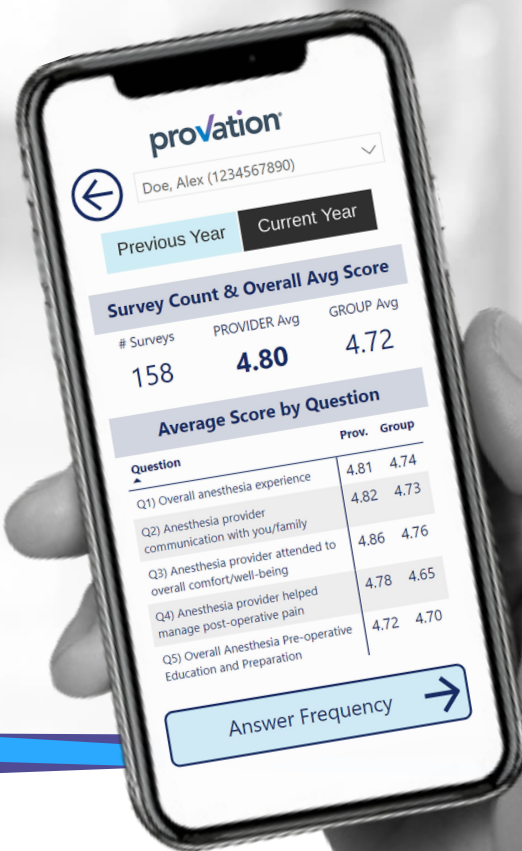 provation
Doe, Alex (1234567890)
Previous Year Current Year
Survey Count & Overall Avg Score
# Surveys PROVIDER Avg GROUP Avg
158 4.80 4.72
Average Score by Question
Question Prov. Group
Q1) Overall anesthesia experience 4.81 4.74
Q2) Anesthesia provider
communication with you/family 4.82 4.73
Q3) Anesthesia provider attended to
overall comfort/well-being 4.86 4.76
Q4) Anesthesia provider helped
manage post-operative pain 4.78 4.65
Q5) Overall Anesthesia Pre-operative
Education and Preparation 4.72 4.70
Answer Frequency